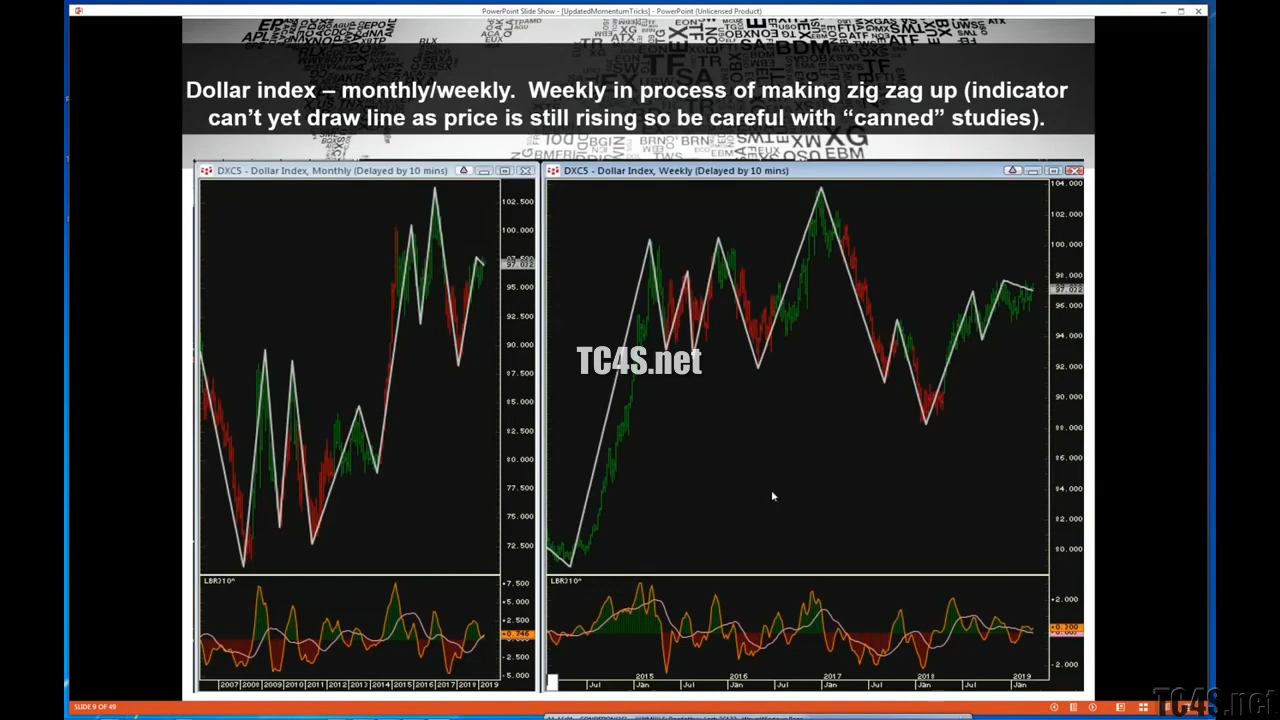 PowerPoint Slide Show - [UpdatedMomentumTricks] - PowerPoint (Unlicensed Product)
Dollar index – monthly/weekly. Weekly in process of making zig zag up (indicator
can’t yet draw line as price is still rising so be careful with “canned” studies).
DXC5 - Dollar Index, Monthly (Delayed by 10 mins)
DXC5 - Dollar Index, Weekly (Delayed by 10 mins)
102.500
100.000
95.000
92.500
90.000
87.500
85.000
82.500
80.000
77.500
75.000
72.500
104.000
102.000
100.000
98.000
96.000
94.000
92.000
90.000
88.000
86.000
84.000
82.000
80.000
TC4S.net
LBR310^
+7.500
+5.000
+2.500
-2.500
-5.000
LBR310^
+2.000
-2.000
2007 2008 2009 2010 2011 2012 2013 2014 2015 2016 2017 2018 2019
2015 2016 2017 2018 2019
Jul Jan Jul Jan Jul Jan Jul Jan Jul Jan
SLIDE 9 OF 49
TC4S.net